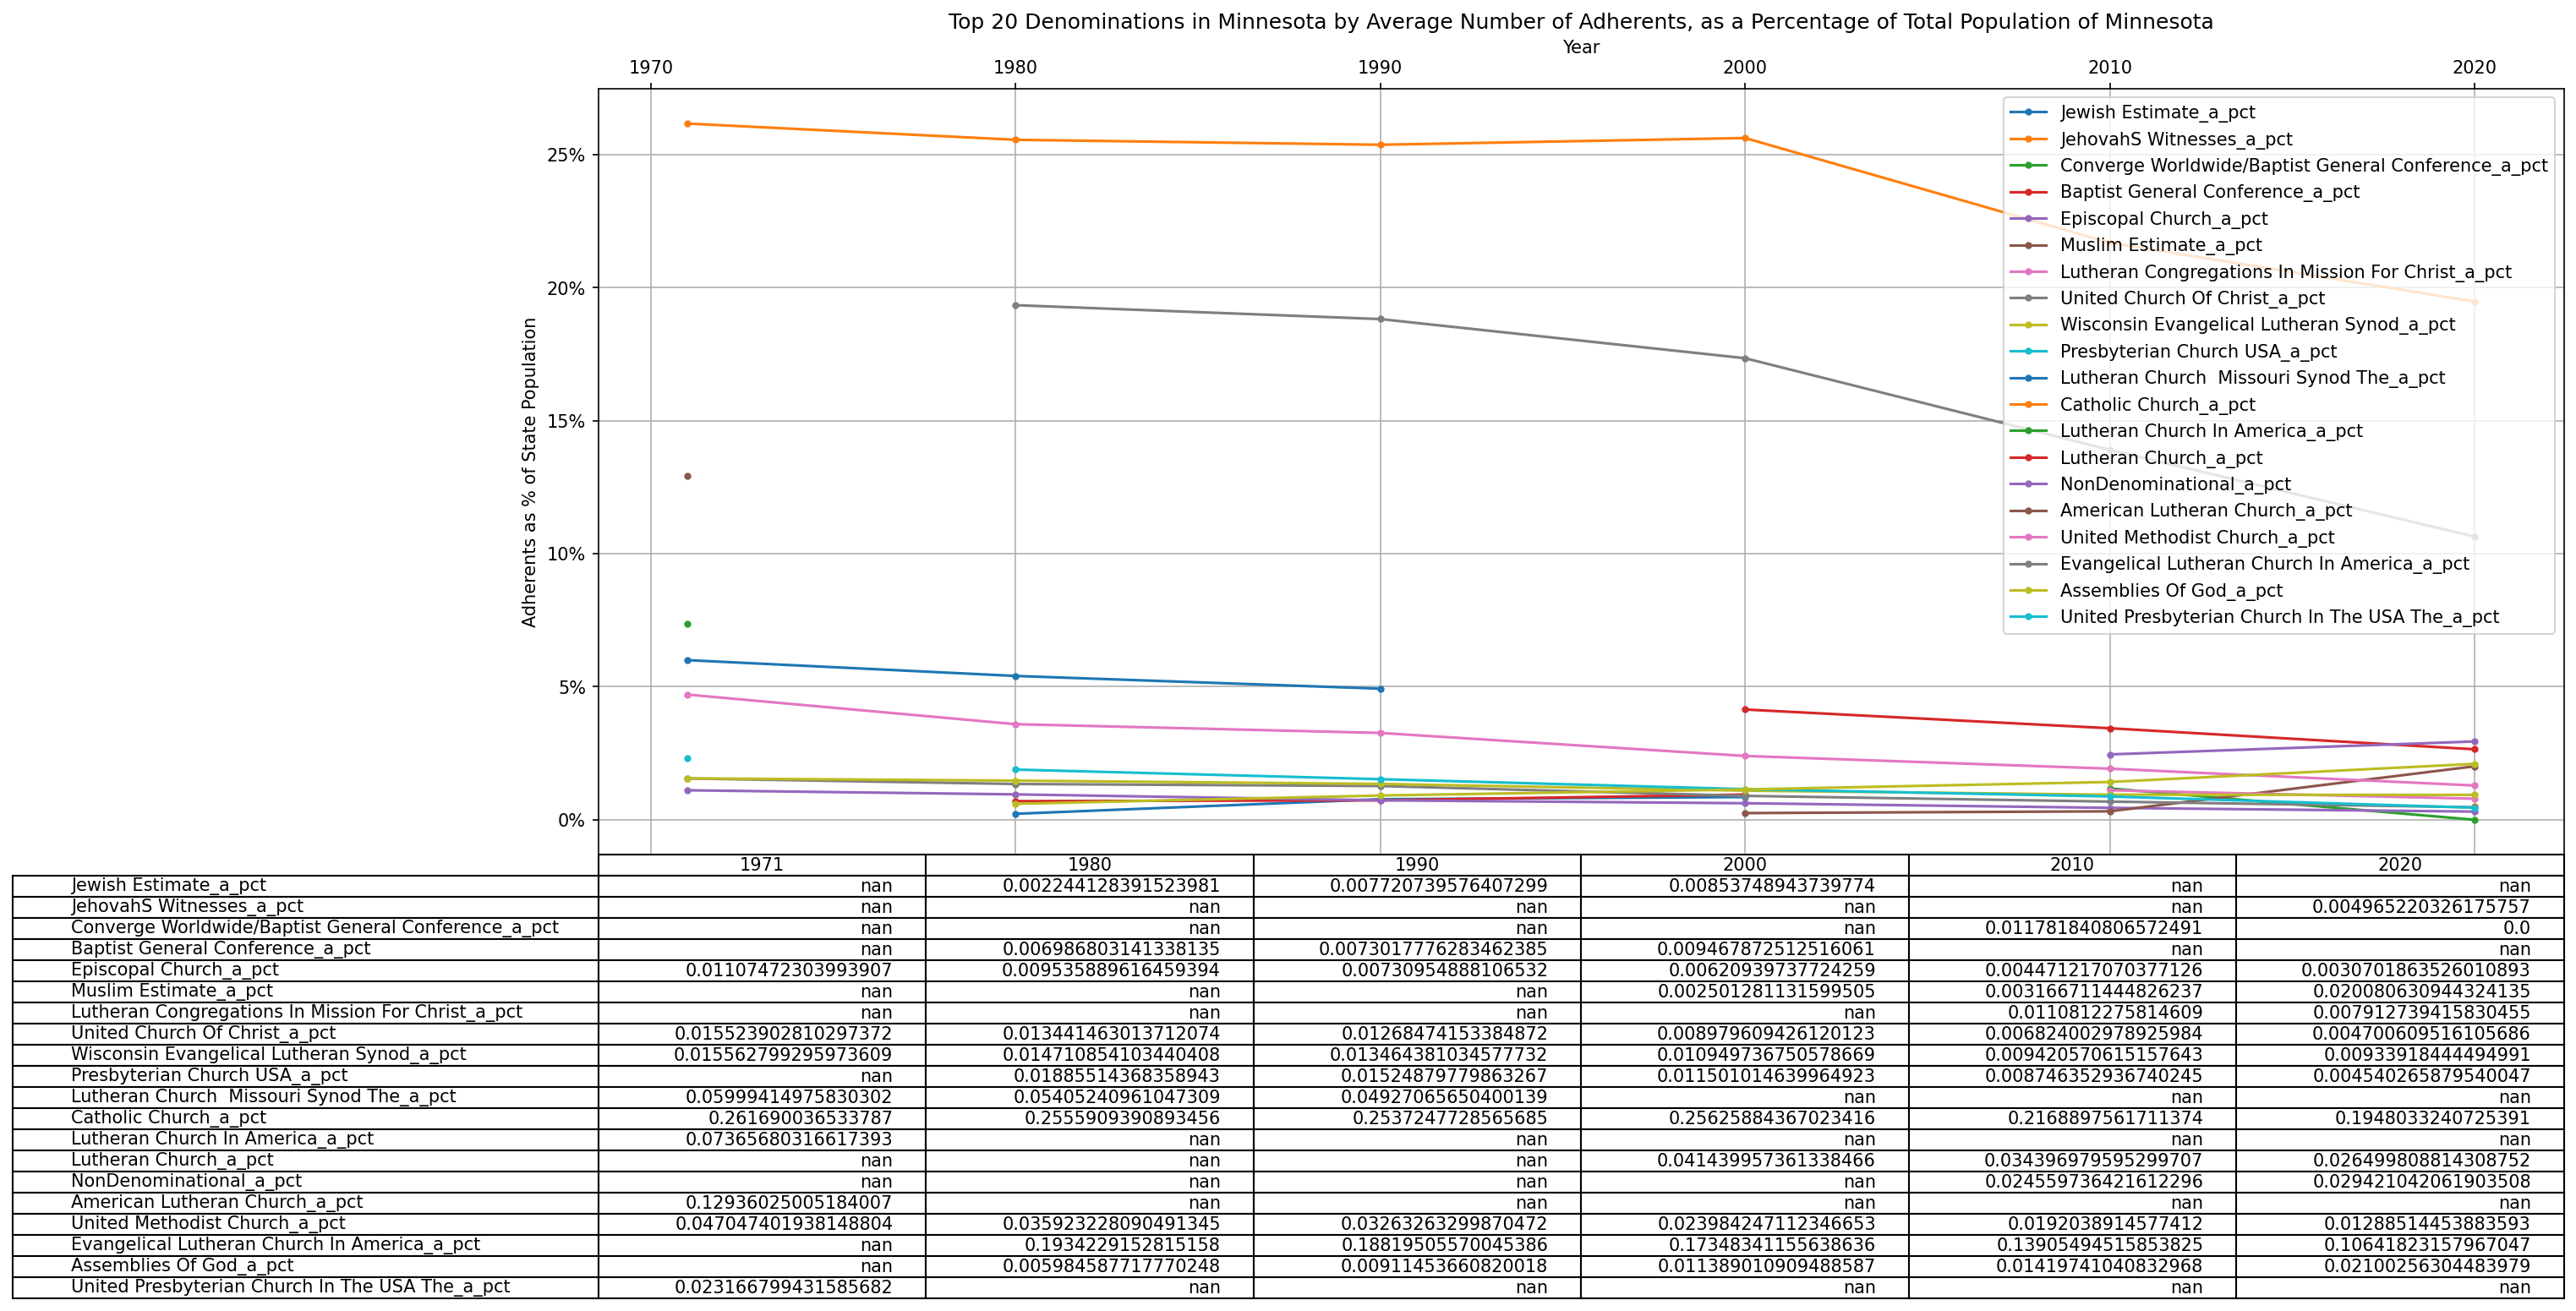 Top 20 Denominations in Minnesota by Average Number of Adherents, as a Percentage of Total Population of Minnesota
Year
1970 1980 1990 2000 2010 2020
Adherents as % of State Population
25%
20%
15%
10%
5%
0%
Jewish Estimate_a_pct
JehovahS Witnesses_a_pct
Converge Worldwide/Baptist General Conference_a_pct
Baptist General Conference_a_pct
Episcopal Church_a_pct
Muslim Estimate_a_pct
Lutheran Congregations In Mission For Christ_a_pct
United Church Of Christ_a_pct
Wisconsin Evangelical Lutheran Synod_a_pct
Presbyterian Church USA_a_pct
Lutheran Church  Missouri Synod The_a_pct
Catholic Church_a_pct
Lutheran Church In America_a_pct
Lutheran Church_a_pct
NonDenominational_a_pct
American Lutheran Church_a_pct
United Methodist Church_a_pct
Evangelical Lutheran Church In America_a_pct
Assemblies Of God_a_pct
United Presbyterian Church In The USA The_a_pct
1971 1980 1990 2000 2010 2020
Jewish Estimate_a_pct nan 0.002244128391523981 0.007720739576407299 0.00853748943739774 nan nan
JehovahS Witnesses_a_pct nan nan nan nan nan 0.004965220326175757
Converge Worldwide/Baptist General Conference_a_pct nan nan nan nan 0.011781840806572491 0.0
Baptist General Conference_a_pct nan 0.006986803141338135 0.0073017776283462385 0.009467872512516061 nan nan
Episcopal Church_a_pct 0.01107472303993907 0.009535889616459394 0.00730954888106532 0.00620939737724259 0.004471217070377126 0.0030701863526010893
Muslim Estimate_a_pct nan nan nan 0.002501281131599505 0.003166711444826237 0.020080630944324135
Lutheran Congregations In Mission For Christ_a_pct nan nan nan nan 0.0110812275814609 0.007912739415830455
United Church Of Christ_a_pct 0.015523902810297372 0.013441463013712074 0.01268474153384872 0.008979609426120123 0.006824002978925984 0.004700609516105686
Wisconsin Evangelical Lutheran Synod_a_pct 0.015562799295973609 0.014710854103440408 0.013464381034577732 0.010949736750578669 0.009420570615157643 0.00933918444494991
Presbyterian Church USA_a_pct nan 0.01885514368358943 0.01524879779863267 0.011501014639964923 0.008746352936740245 0.004540265879540047
Lutheran Church  Missouri Synod The_a_pct 0.05999414975830302 0.05405240961047309 0.04927065650400139 nan nan nan
Catholic Church_a_pct 0.261690036533787 0.2555909390893456 0.2537247728565685 0.25625884367023416 0.2168897561711374 0.19480332407253​91
Lutheran Church In America_a_pct 0.07365680316617393 nan nan nan nan nan
Lutheran Church_a_pct nan nan nan 0.041439957361338466 0.034396979595299707 0.026499808814308752
NonDenominational_a_pct nan nan nan nan 0.024559736421612296 0.029421042061903508
American Lutheran Church_a_pct 0.12936025005184007 nan nan nan nan nan
United Methodist Church_a_pct 0.0470474019381​48804 0.035923228090491345 0.03263263299870472 0.023984247112346653 0.0192038914577412 0.01288514453883593
Evangelical Lutheran Church In America_a_pct nan 0.1934229152815158 0.18819505570045386 0.17348341155638636 0.13905494515853825 0.10641823157967047
Assemblies Of God_a_pct nan 0.005984587717770248 0.00911453660820018 0.011389010909488587 0.01419741040832968 0.02100256304483979
United Presbyterian Church In The USA The_a_pct 0.023166799431585682 nan nan nan nan nan